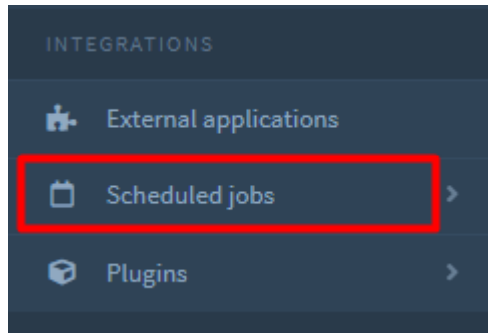 INTEGRATIONS
External applications
Scheduled jobs
Plugins